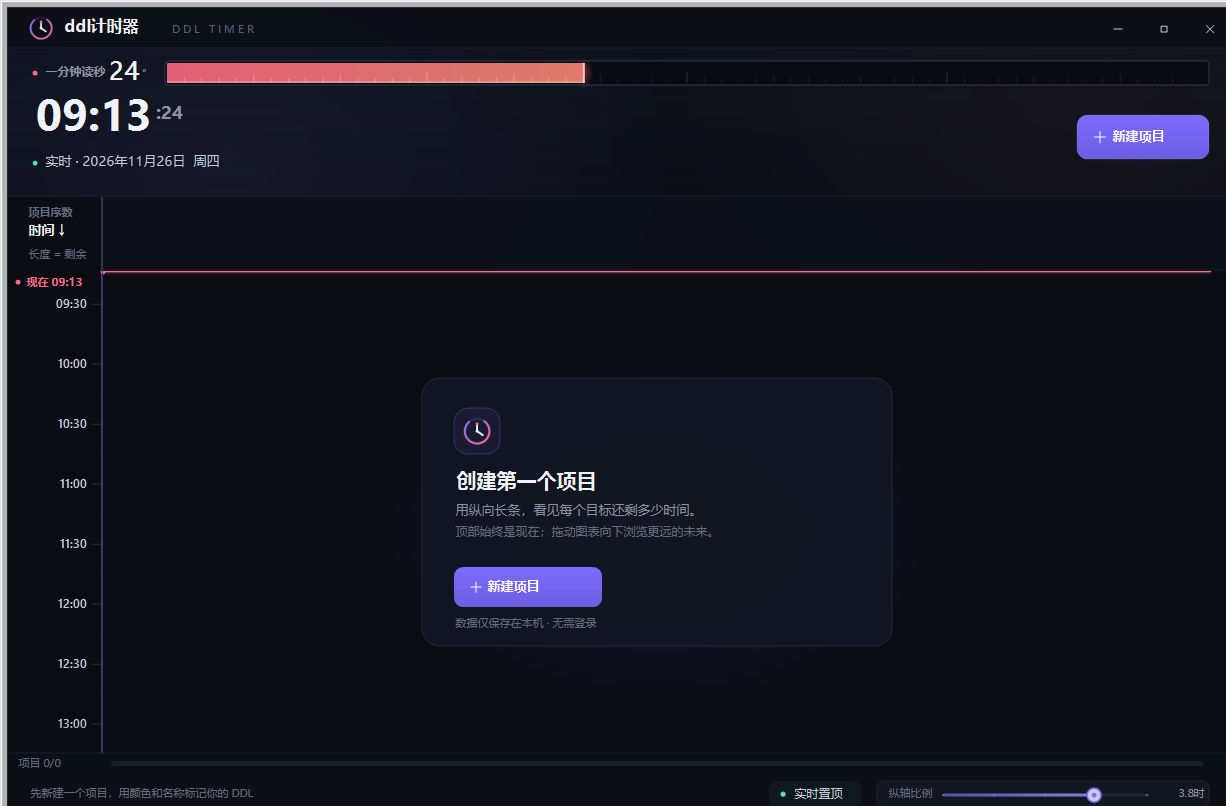 ddl计时器 DDL TIMER
一分钟读秒 24"
09:13 :24
＋ 新建项目
实时 · 2026年11月26日 周四
项目序数
时间 ↓
长度 = 剩余
现在 09:13
09:30
10:00
10:30
11:00
11:30
12:00
12:30
13:00
创建第一个项目
用纵向长条，看见每个目标还剩多少时间。
顶部始终是现在；拖动图表向下浏览更远的未来。
＋ 新建项目
数据仅保存在本机 · 无需登录
项目 0/0
先新建一个项目，用颜色和名称标记你的 DDL
实时置顶
纵轴比例 3.8时